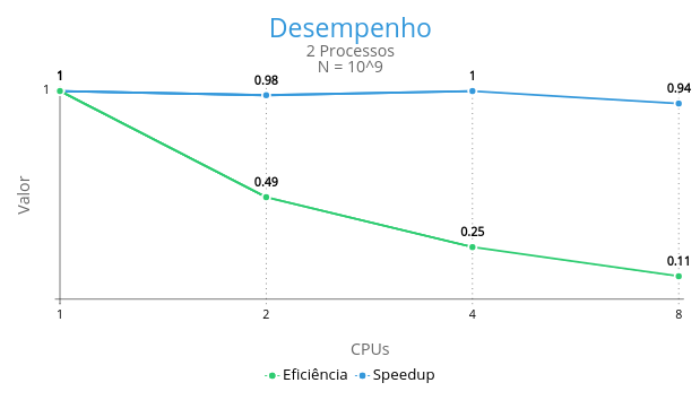 Desempenho
2 Processos
N = 10^9
1
0.98
1
0.94
1
0.49
0.25
0.11
Valor
1
2
4
8
CPUs
Eficiência
Speedup